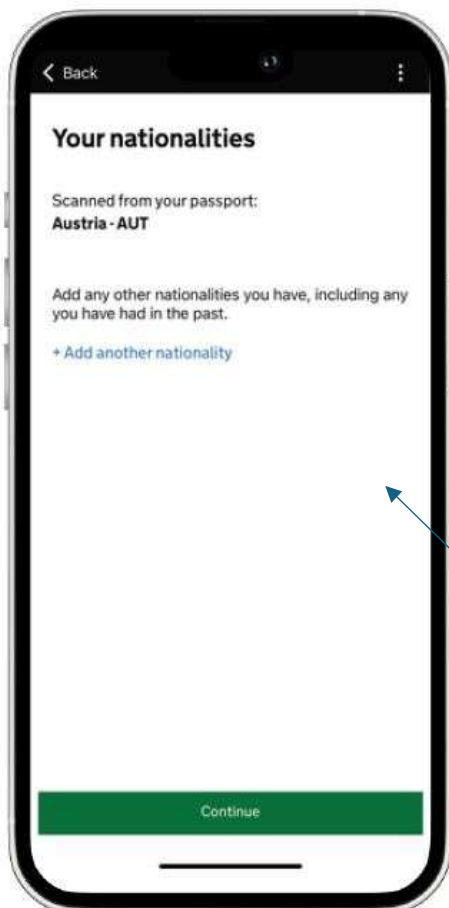 Back
Your nationalities
Scanned from your passport:
Austria - AUT
Add any other nationalities you have, including any
you have had in the past.
+ Add another nationality
Continue